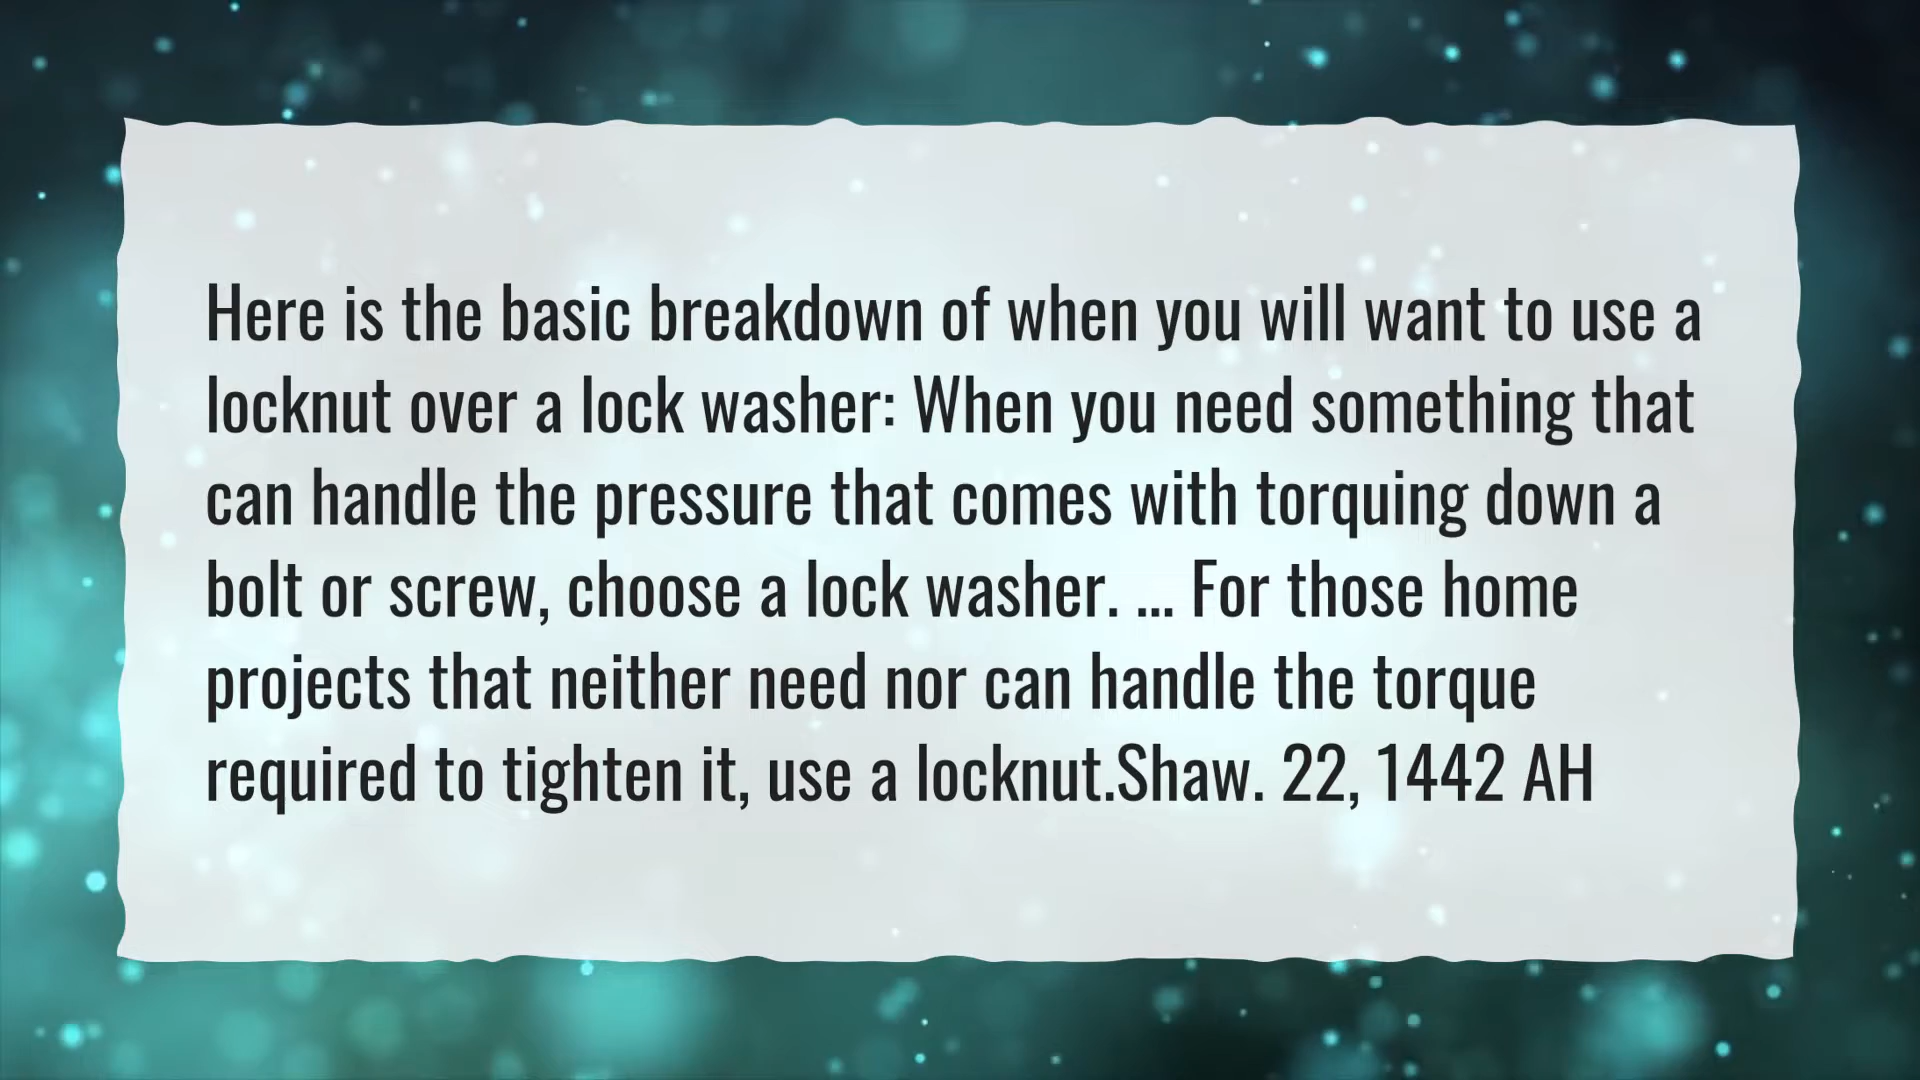 Here is the basic breakdown of when you will want to use a
locknut over a lock washer: When you need something that
can handle the pressure that comes with torquing down a
bolt or screw, choose a lock washer. ... For those home
projects that neither need nor can handle the torque
required to tighten it, use a locknut.Shaw. 22, 1442 AH